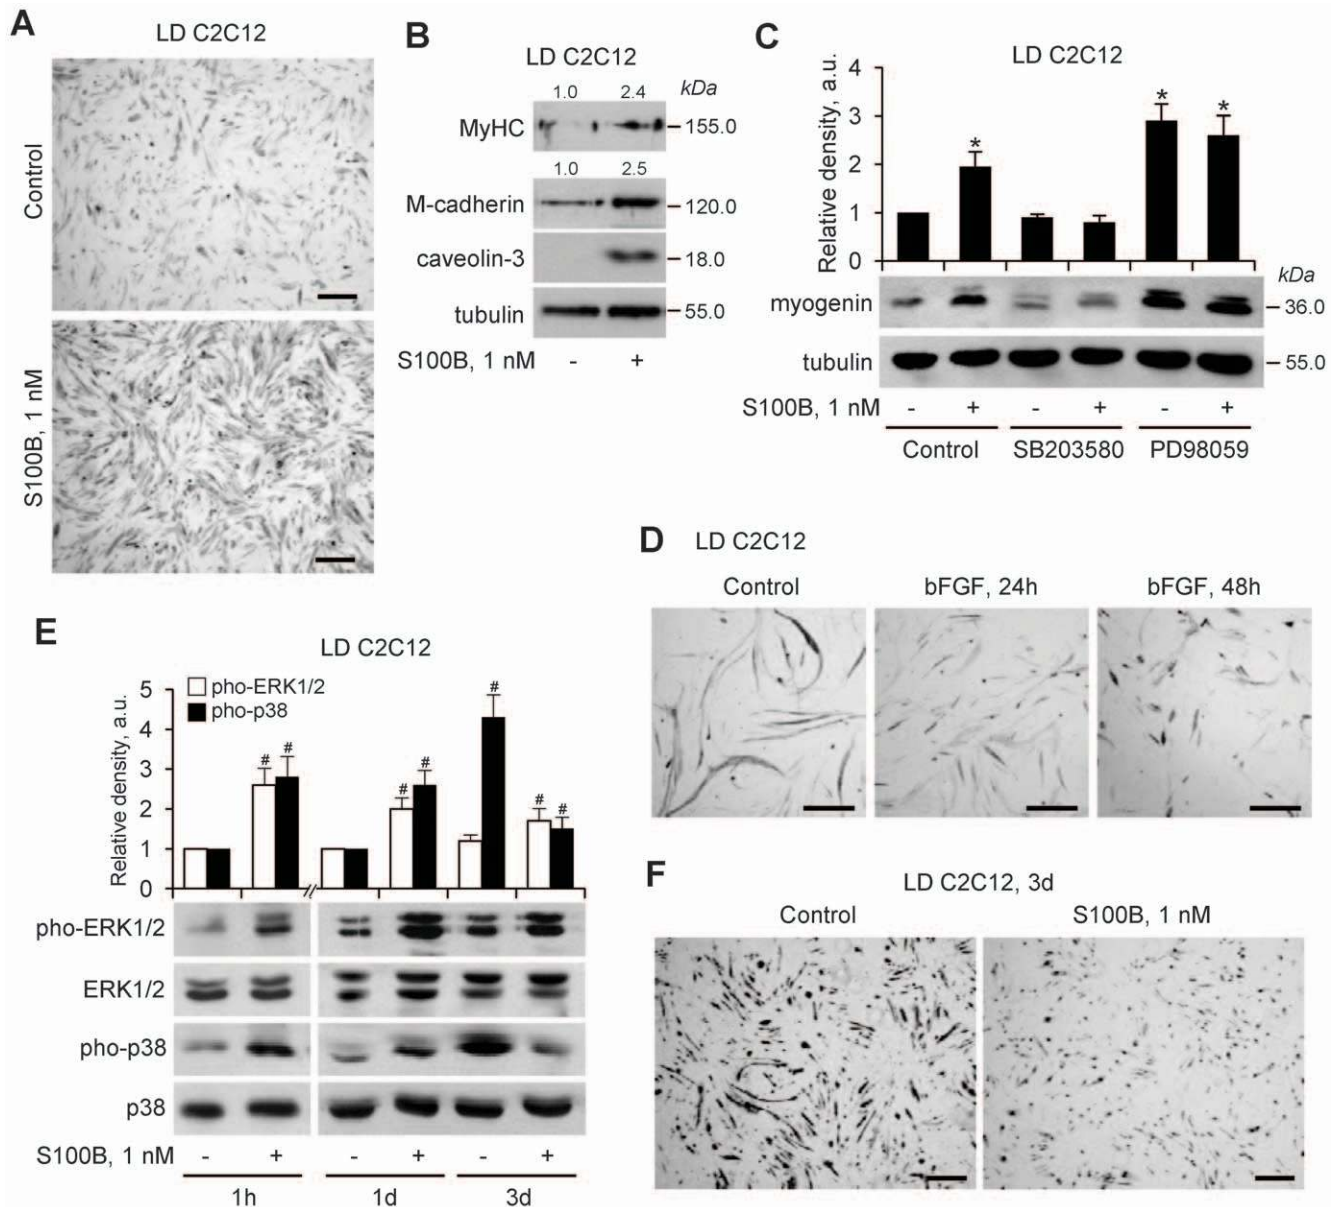 A
LD C2C12
Control
S100B, 1 nM
B
LD C2C12
1.0 2.4 kDa
MyHC 155.0
1.0 2.5
M-cadherin 120.0
caveolin-3 18.0
tubulin 55.0
S100B, 1 nM - +
C
LD C2C12
Relative density, a.u.
4
3
2
1
0
* * *
kDa
myogenin 36.0
tubulin 55.0
S100B, 1 nM - + - + - +
Control SB203580 PD98059
D LD C2C12
Control bFGF, 24h bFGF, 48h
E
LD C2C12
Relative density, a.u.
5
4
3
2
1
0
pho-ERK1/2
pho-p38
# # # # # # #
pho-ERK1/2
ERK1/2
pho-p38
p38
S100B, 1 nM - + - + - +
1h 1d 3d
F
LD C2C12, 3d
Control S100B, 1 nM